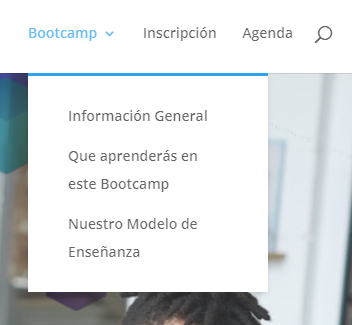 Bootcamp Inscripción Agenda
Información General
Que aprenderás en
este Bootcamp
Nuestro Modelo de
Enseñanza